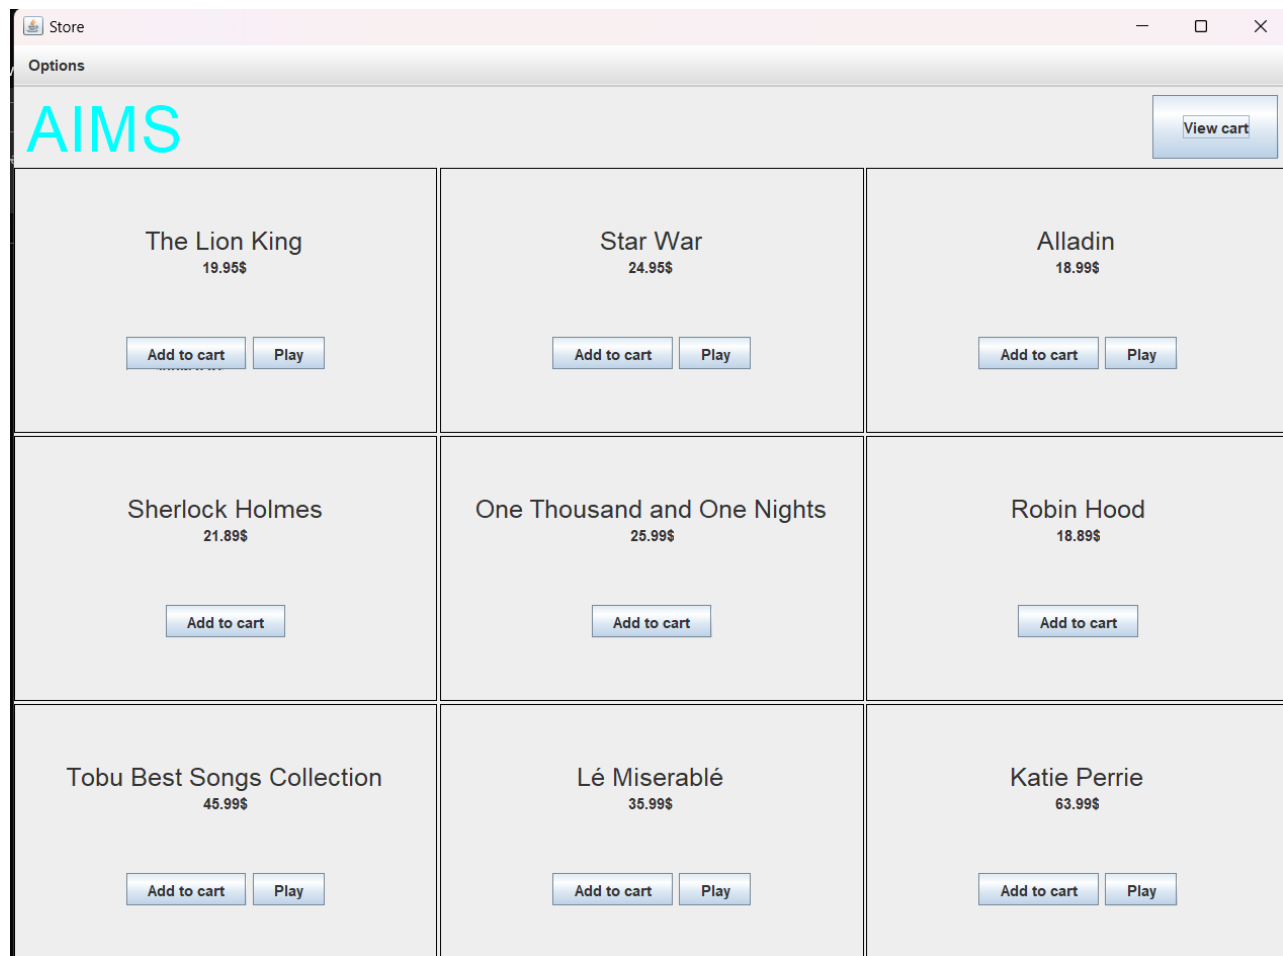 Store
Options
AIMS
View cart
The Lion King
19.95$
Add to cart Play
Star War
24.95$
Add to cart Play
Alladin
18.99$
Add to cart Play
Sherlock Holmes
21.89$
Add to cart
One Thousand and One Nights
25.99$
Add to cart
Robin Hood
18.89$
Add to cart
Tobu Best Songs Collection
45.99$
Add to cart Play
Lé Miserablé
35.99$
Add to cart Play
Katie Perrie
63.99$
Add to cart Play